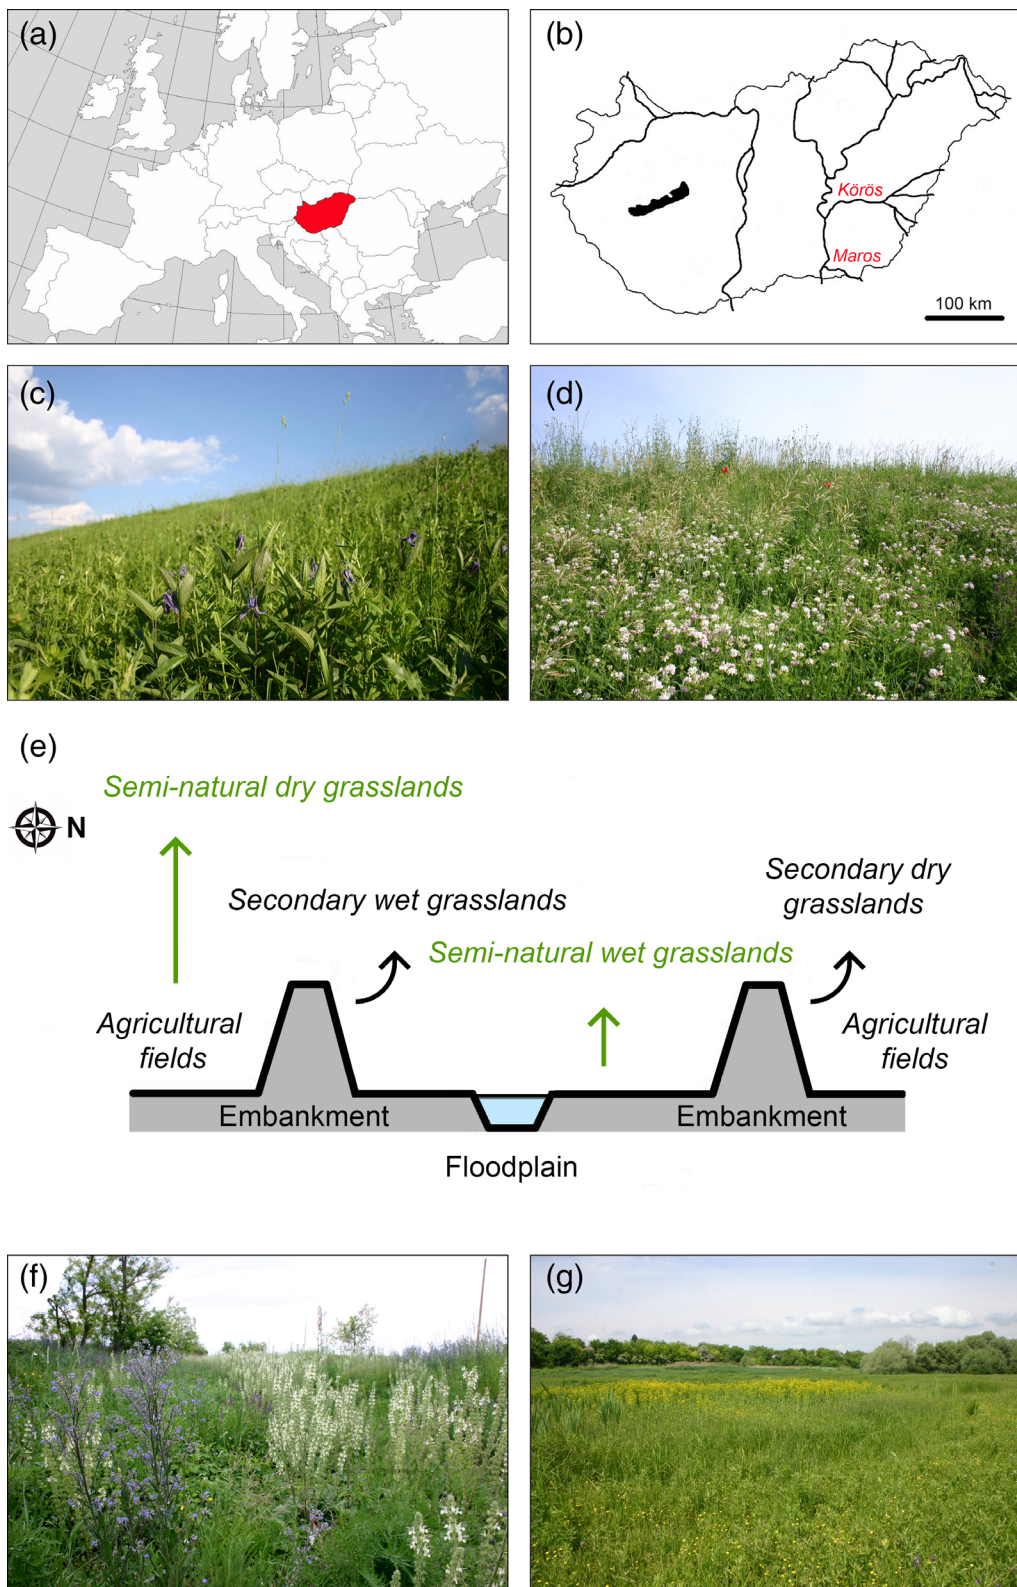 (a)
(b)
Körös
Maros
100 km
(c)
(d)
(e)
Semi-natural dry grasslands
N
Secondary dry
grasslands
Secondary wet grasslands
Semi-natural wet grasslands
Agricultural
fields
Agricultural
fields
Embankment
Embankment
Floodplain
(f)
(g)